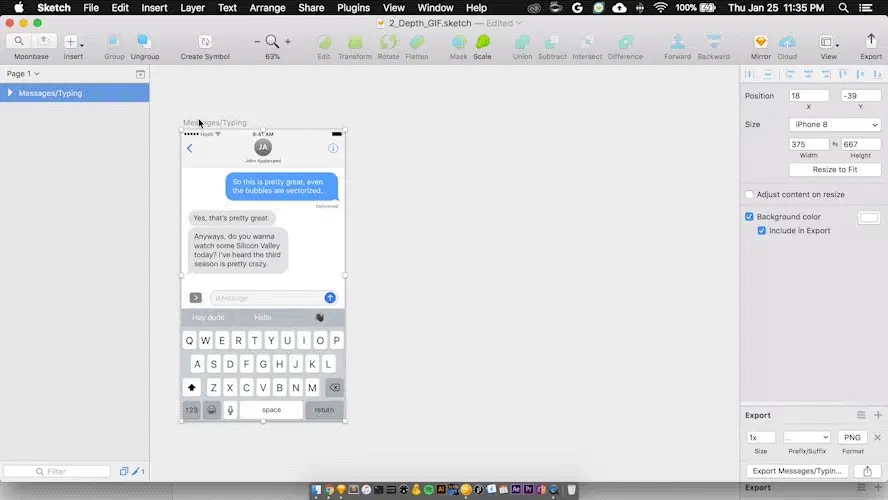 Sketch File Edit Insert Layer Text Arrange Share Plugins View Window Help 100% Thu Jan 25 11:35 PM
2_Depth_GIF.sketch — Edited
Moonbase Insert Group Ungroup Create Symbol 63% Edit Transform Rotate Flatten Mask Scale Union Subtract Intersect Difference Forward Backward Mirror Cloud View Export
Page 1
Messages/Typing
Messages/Typing
9:41 AM
JA
John Appleseed
So this is pretty great, even
the bubbles are vectorized...
Delivered
Yes, that's pretty great.
Anyways, do you wanna
watch some Silicon Valley
today? I've heard the third
season is pretty crazy.
iMessage
Hey dude Hello
Q W E R T Y U I O P
A S D F G H J K L
Z X C V B N M
123 space return
Filter 1
Position 18 -39
X Y
Size iPhone 8
375 667
Width Height
Resize to Fit
Adjust content on resize
Background color
Include in Export
Export
1x ... PNG
Size Prefix/Suffix Format
Export Messages/Typin...
Export